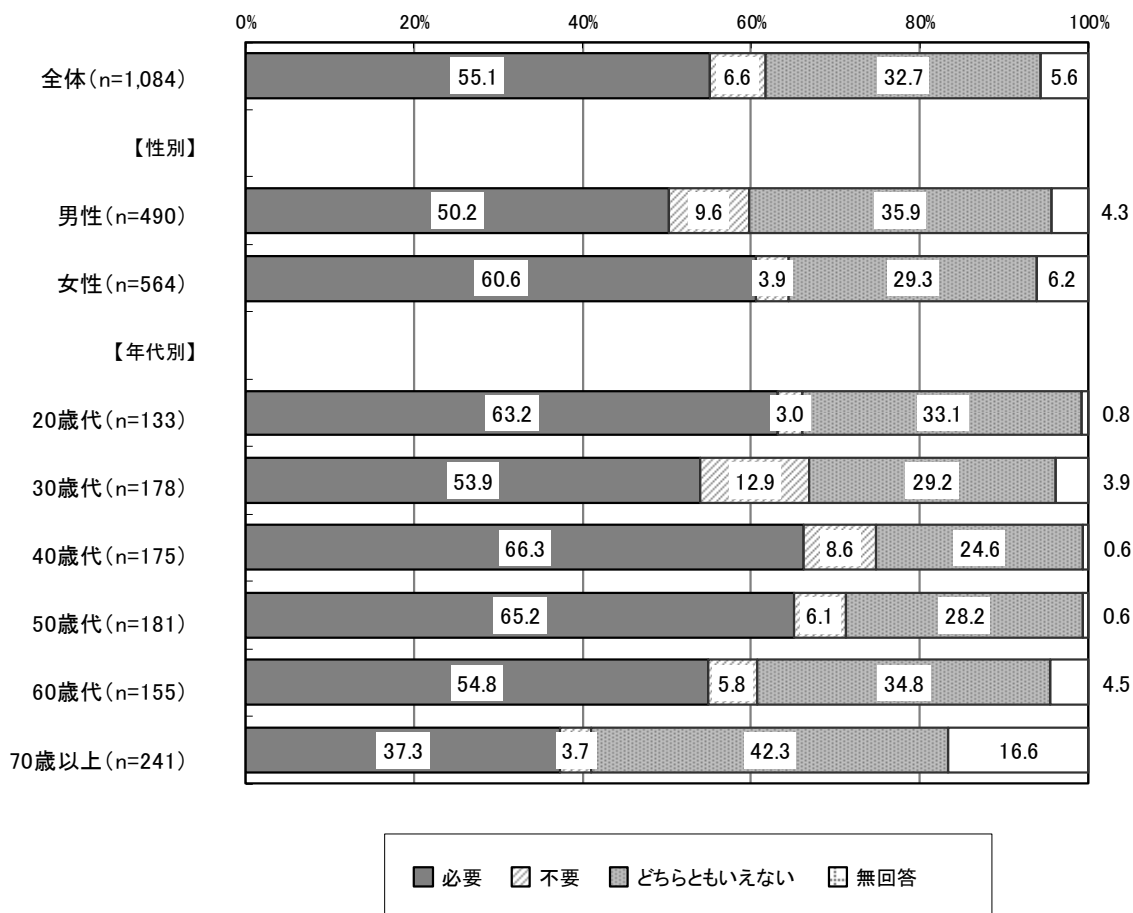 0% 20% 40% 60% 80% 100%
全体(n=1,084) 55.1 6.6 32.7 5.6
【性別】
男性(n=490) 50.2 9.6 35.9 4.3
女性(n=564) 60.6 3.9 29.3 6.2
【年代別】
20歳代(n=133) 63.2 3.0 33.1 0.8
30歳代(n=178) 53.9 12.9 29.2 3.9
40歳代(n=175) 66.3 8.6 24.6 0.6
50歳代(n=181) 65.2 6.1 28.2 0.6
60歳代(n=155) 54.8 5.8 34.8 4.5
70歳以上(n=241) 37.3 3.7 42.3 16.6
必要 不要 どちらともいえない 無回答